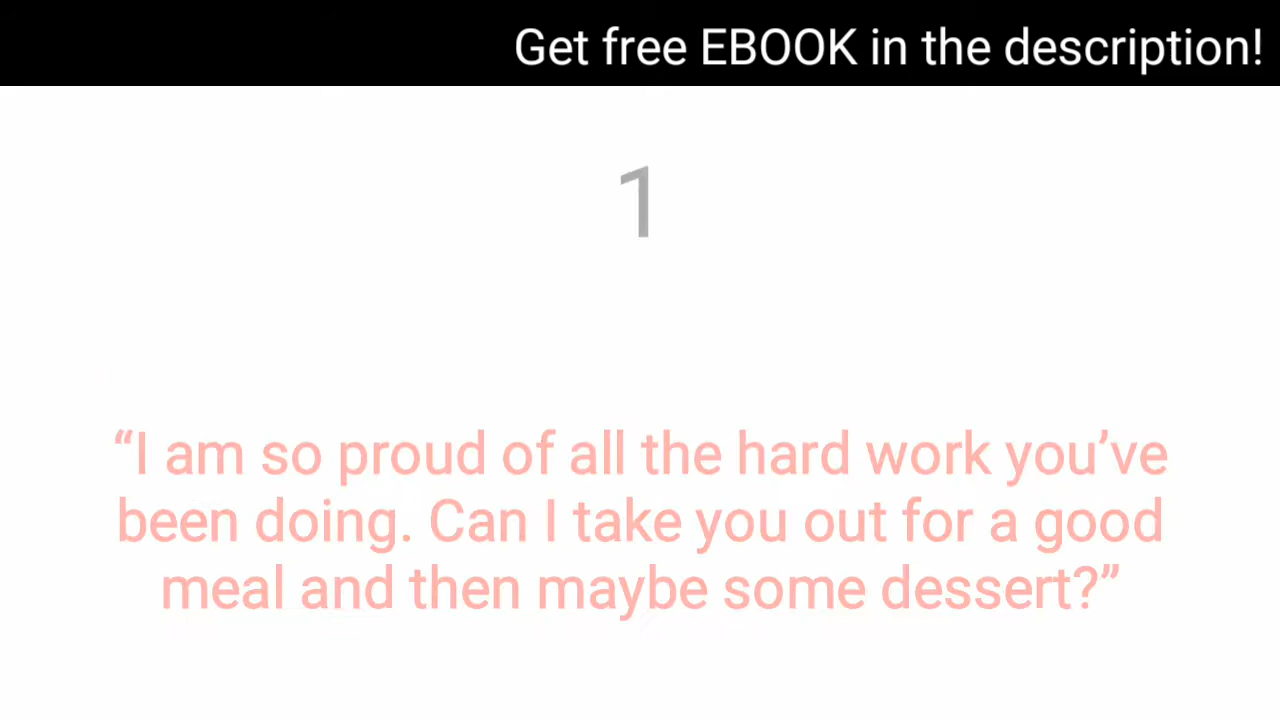 Get free EBOOK in the description!
1
“I am so proud of all the hard work you’ve
been doing. Can I take you out for a good
meal and then maybe some dessert?”